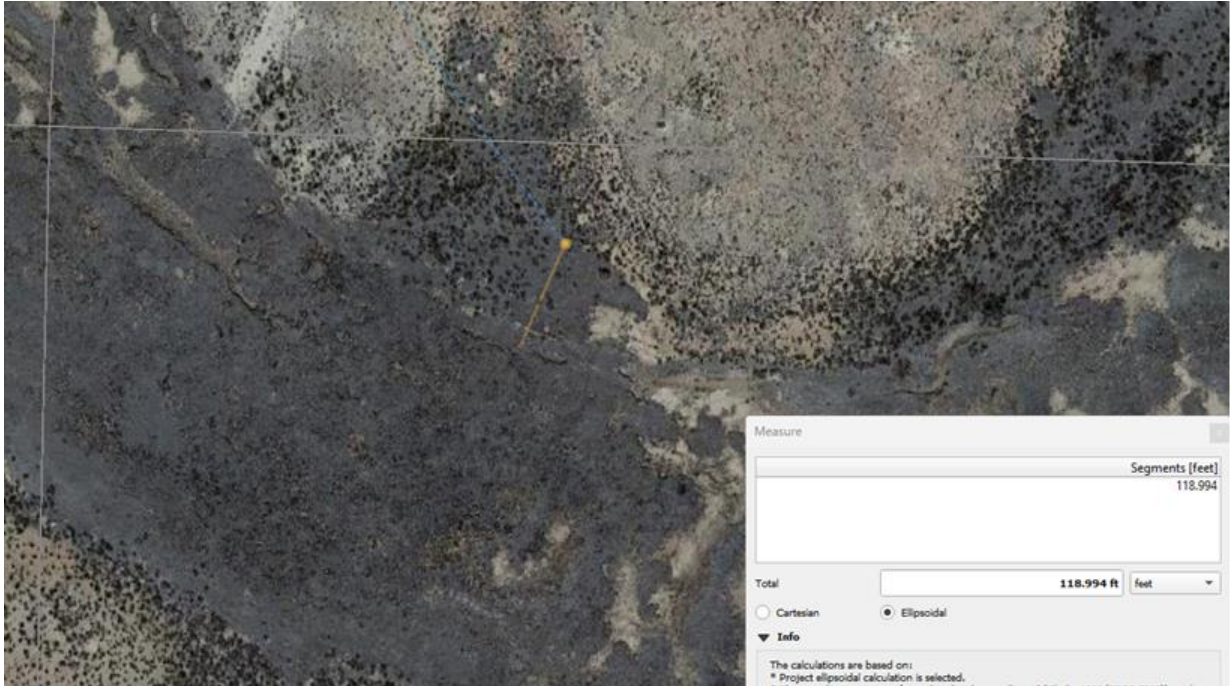 Measure
Segments [feet]
118.994
Total 118.994 ft feet
Cartesian Ellipsoidal
Info
The calculations are based on:
* Project ellipsoidal calculation is selected.